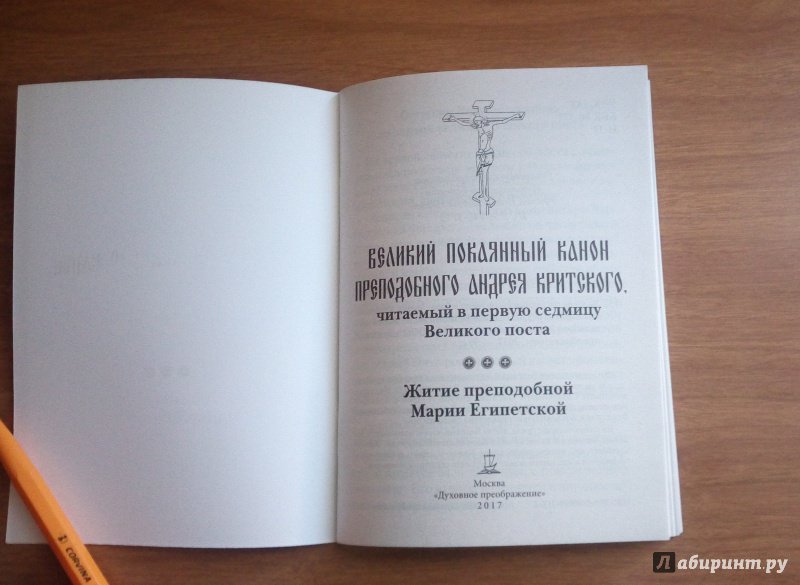 ВЕЛИКИЙ ПОКАЯННЫЙ КАНОН
ПРЕПОДОБНОГО АНДРЕЯ КРИТСКОГО,
читаемый в первую седмицу
Великого поста
Житие преподобной
Марии Египетской
Москва
«Духовное преображение»
2017
CORVINA
Лабиринт.ру